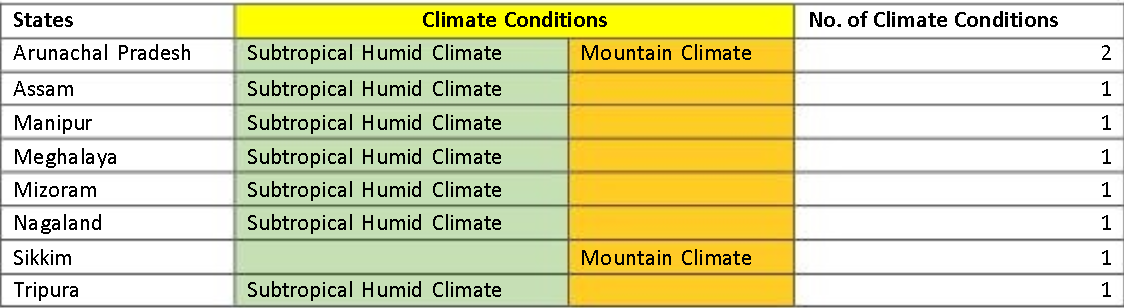 States Climate Conditions No. of Climate Conditions
Arunachal Pradesh Subtropical Humid Climate Mountain Climate 2
Assam Subtropical Humid Climate 1
Manipur Subtropical Humid Climate 1
Meghalaya Subtropical Humid Climate 1
Mizoram Subtropical Humid Climate 1
Nagaland Subtropical Humid Climate 1
Sikkim Mountain Climate 1
Tripura Subtropical Humid Climate 1